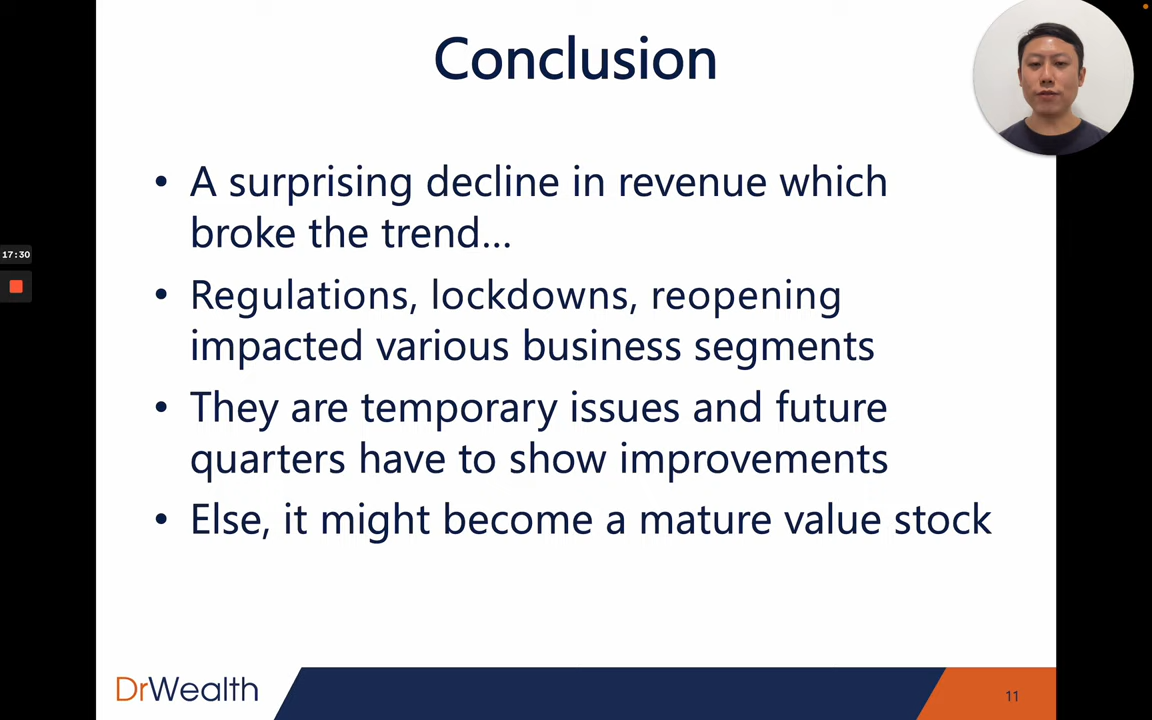 Conclusion
• A surprising decline in revenue which
broke the trend...
• Regulations, lockdowns, reopening
impacted various business segments
• They are temporary issues and future
quarters have to show improvements
• Else, it might become a mature value stock
17:30
DrWealth
11